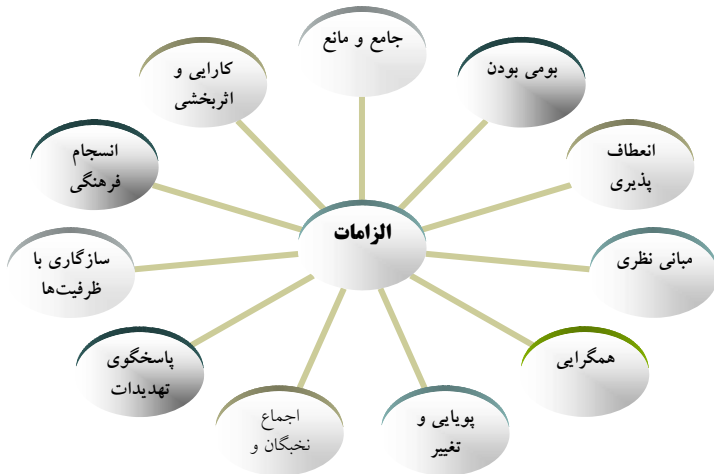 جامع و مانع
بومی بودن
انعطاف
پذیری
مبانی نظری
همگرایی
پویایی و
تغییر
اجماع
نخبگان و
پاسخگوی
تهدیدات
سازگاری با
ظرفیت‌ها
انسجام
فرهنگی
کارایی و
اثربخشی
الزامات